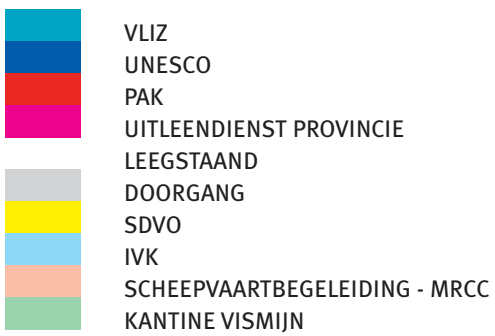 VLIZ
UNESCO
PAK
UITLEENDIENST PROVINCIE
LEEGSTAAND
DOORGANG
SDVO
IVK
SCHEEPVAARTBEGELEIDING - MRCC
KANTINE VISMIJN